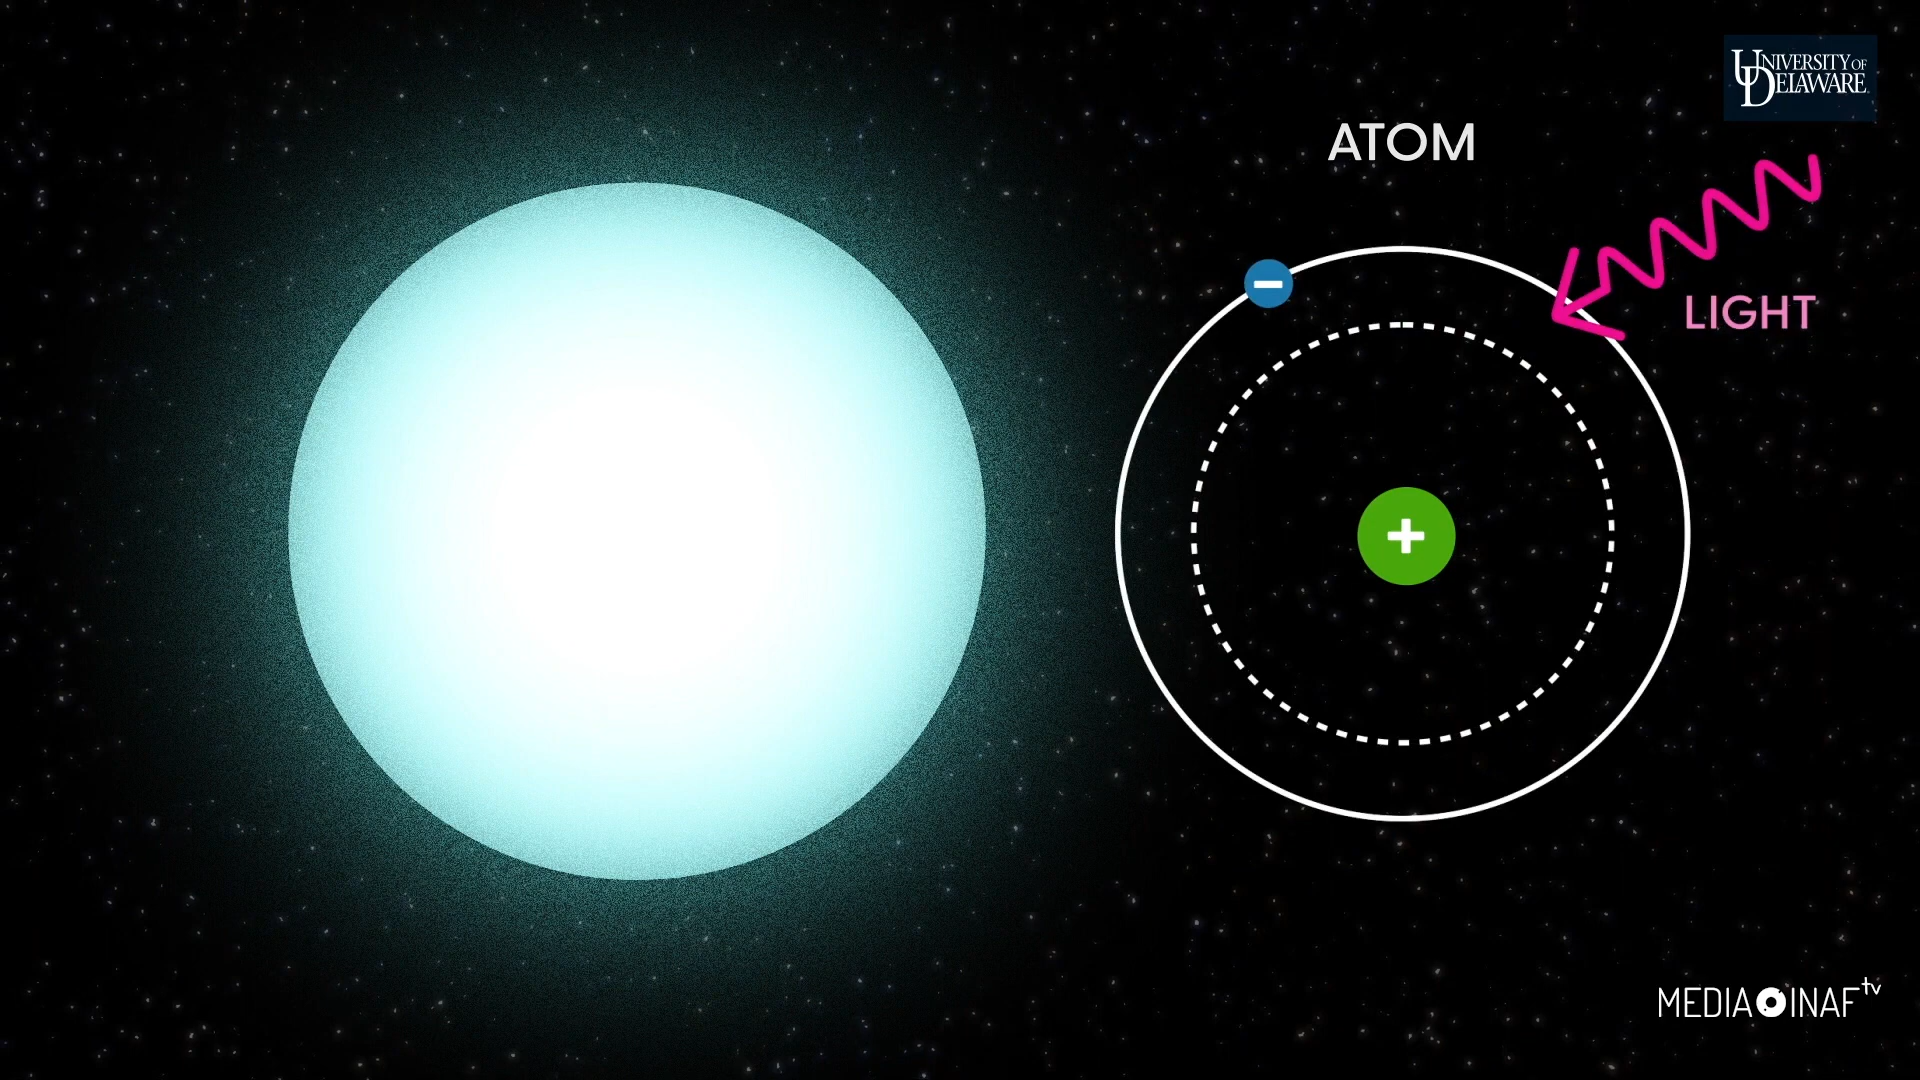 UNIVERSITY OF
DELAWARE
ATOM
LIGHT
−
+
MEDIA INAF tv